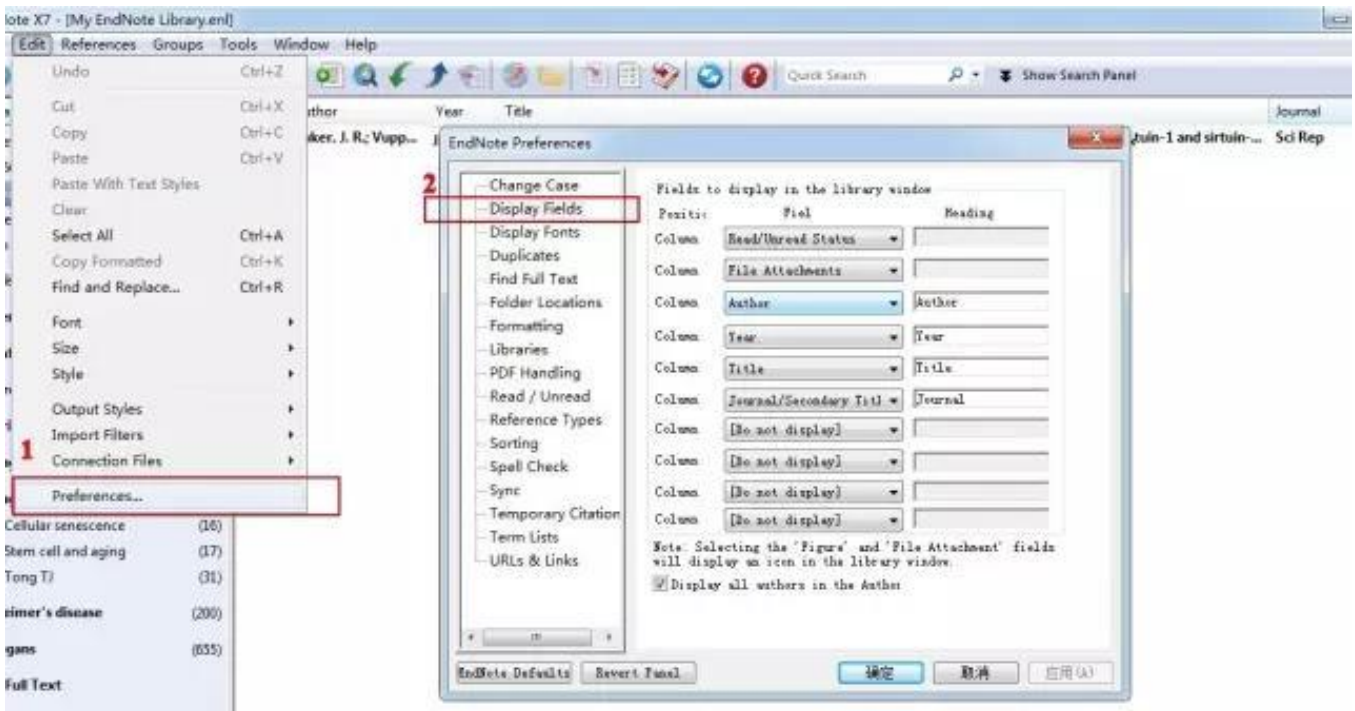 ote X7 - [My EndNote Library.enl]
Edit References Groups Tools Window Help
Quick Search
Show Search Panel
Undo Ctrl+Z
Cut Ctrl+X
Copy Ctrl+C
Paste Ctrl+V
Paste With Text Styles
Clear
Select All Ctrl+A
Copy Formatted Ctrl+K
Find and Replace... Ctrl+R
Font
Size
Style
Output Styles
Import Filters
1
Connection Files
Preferences...
Cellular senescence (16)
Stem cell and aging (17)
Tong TJ (31)
eimer's disease (200)
gans (655)
Full Text
thor Year Title Journal
aker, J. R.; Vupp... tuin-1 and sirtuin-... Sci Rep
EndNote Preferences
2
Change Case
Display Fields
Display Fonts
Duplicates
Find Full Text
Folder Locations
Formatting
Libraries
PDF Handling
Read / Unread
Reference Types
Sorting
Spell Check
Sync
Temporary Citation
Term Lists
URLs & Links
Fields to display in the library window
Positic Fiel Heading
Column Read/Unread Status
Column File Attachments
Column Author Author
Column Year Year
Column Title Title
Column Journal/Secondary Titl Journal
Column [Do not display]
Column [Do not display]
Column [Do not display]
Column [Do not display]
Note: Selecting the 'Figure' and 'File Attachment' fields
will display an icon in the library window.
Display all authors in the Author
EndNote Defaults Revert Panel 确定 取消 应用(A)